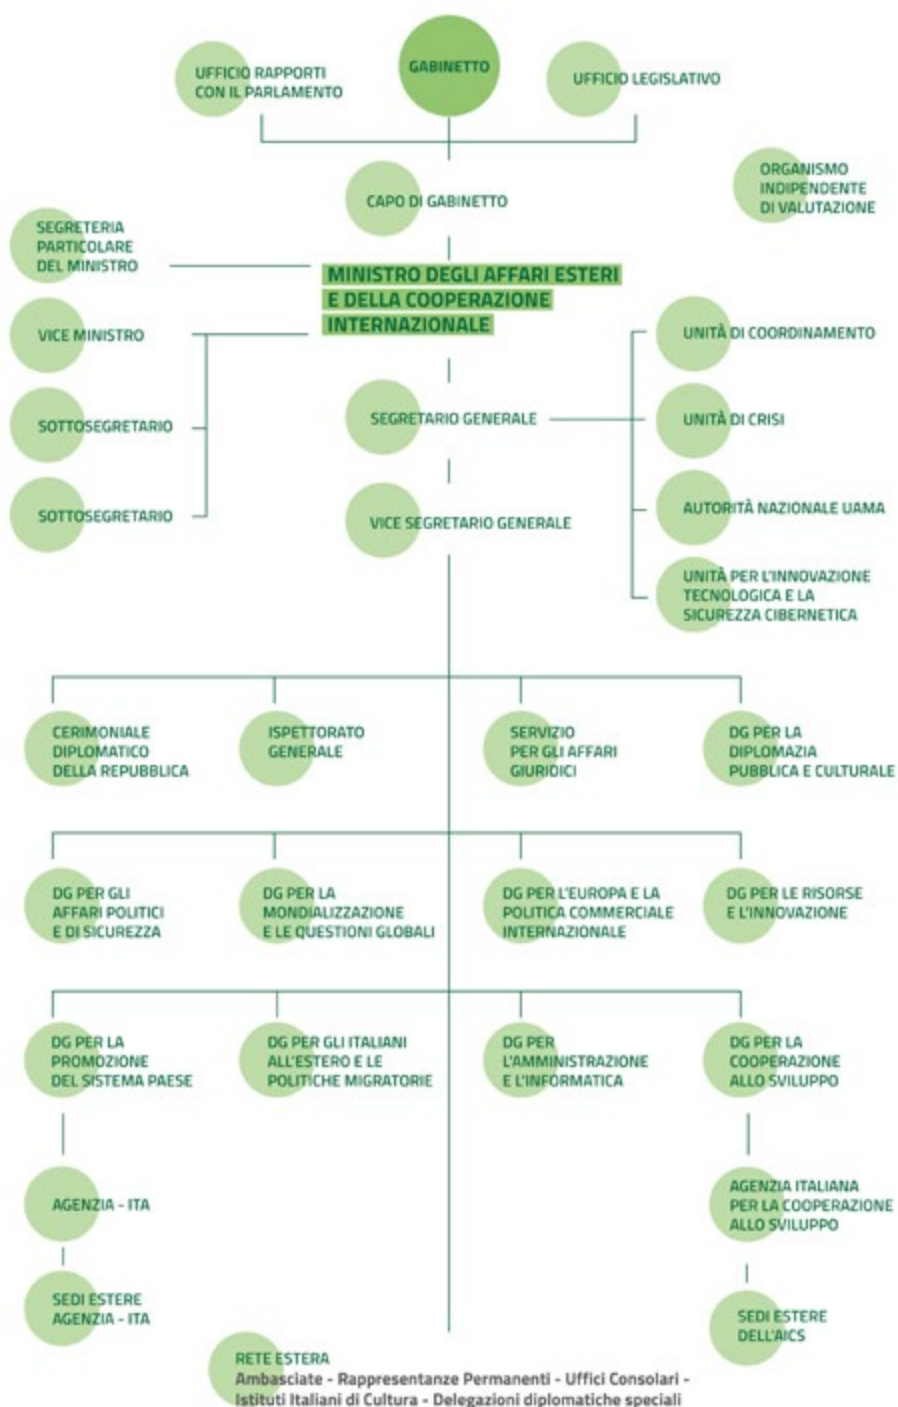 UFFICIO RAPPORTI
CON IL PARLAMENTO
GABINETTO
UFFICIO LEGISLATIVO
CAPO DI GABINETTO
ORGANISMO
INDIPENDENTE
DI VALUTAZIONE
SEGRETERIA
PARTICOLARE
DEL MINISTRO
MINISTRO DEGLI AFFARI ESTERI
E DELLA COOPERAZIONE
INTERNAZIONALE
VICE MINISTRO
SOTTOSEGRETARIO
SOTTOSEGRETARIO
SEGRETARIO GENERALE
VICE SEGRETARIO GENERALE
UNITÀ DI COORDINAMENTO
UNITÀ DI CRISI
AUTORITÀ NAZIONALE UAMA
UNITÀ PER L'INNOVAZIONE
TECNOLOGICA E LA
SICUREZZA CIBERNETICA
CERIMONIALE
DIPLOMATICO
DELLA REPUBBLICA
ISPETTORATO
GENERALE
SERVIZIO
PER GLI AFFARI
GIURIDICI
DG PER LA
DIPLOMAZIA
PUBBLICA E CULTURALE
DG PER GLI
AFFARI POLITICI
E DI SICUREZZA
DG PER LA
MONDIALIZZAZIONE
E LE QUESTIONI GLOBALI
DG PER L'EUROPA E LA
POLITICA COMMERCIALE
INTERNAZIONALE
DG PER LE RISORSE
E L'INNOVAZIONE
DG PER LA
PROMOZIONE
DEL SISTEMA PAESE
DG PER GLI ITALIANI
ALL'ESTERO E LE
POLITICHE MIGRATORIE
DG PER
L'AMMINISTRAZIONE
E L'INFORMATICA
DG PER LA
COOPERAZIONE
ALLO SVILUPPO
AGENZIA - ITA
AGENZIA ITALIANA
PER LA COOPERAZIONE
ALLO SVILUPPO
SEDI ESTERE
AGENZIA - ITA
SEDI ESTERE
DELL'AICS
RETE ESTERA
Ambasciate - Rappresentanze Permanenti - Uffici Consolari -
Istituti Italiani di Cultura - Delegazioni diplomatiche speciali